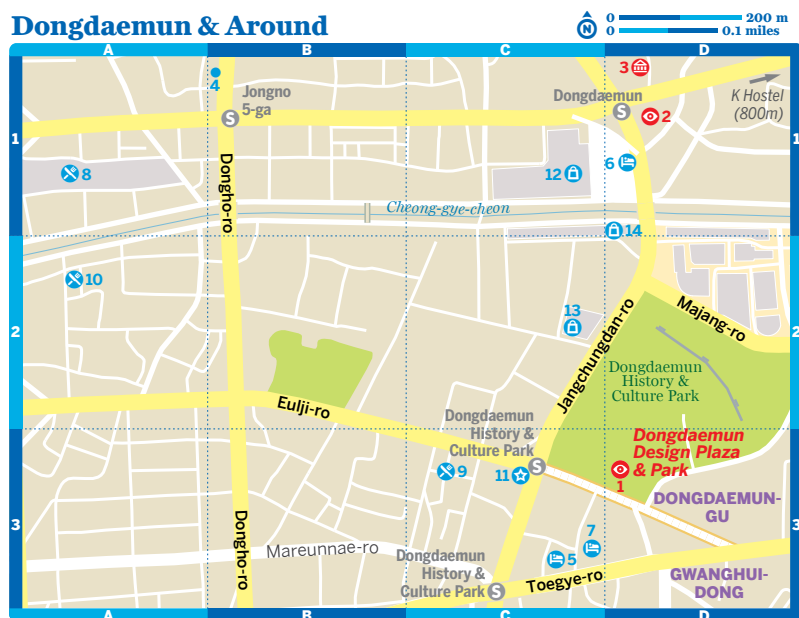 Dongdaemun & Around
N
0 200 m
0 0.1 miles
A B C D
1
1
2
2
3
3
A B C D
3
4
Jongno
5-ga
S
Dongdaemun
S
2
K Hostel
(800m)
8
12
6
Dongho-ro
Cheong-gye-cheon
14
10
13
Jangchungdan-ro
Majang-ro
Dongdaemun
History &
Culture Park
Eulji-ro
Dongdaemun
History &
Culture Park
S
9
11
Dongdaemun
Design Plaza
& Park
1
DONGDAEMUN-
GU
Dongho-ro
Mareunnae-ro
7
5
Dongdaemun
History &
Culture Park
S
Toegye-ro
GWANGHUI-
DONG